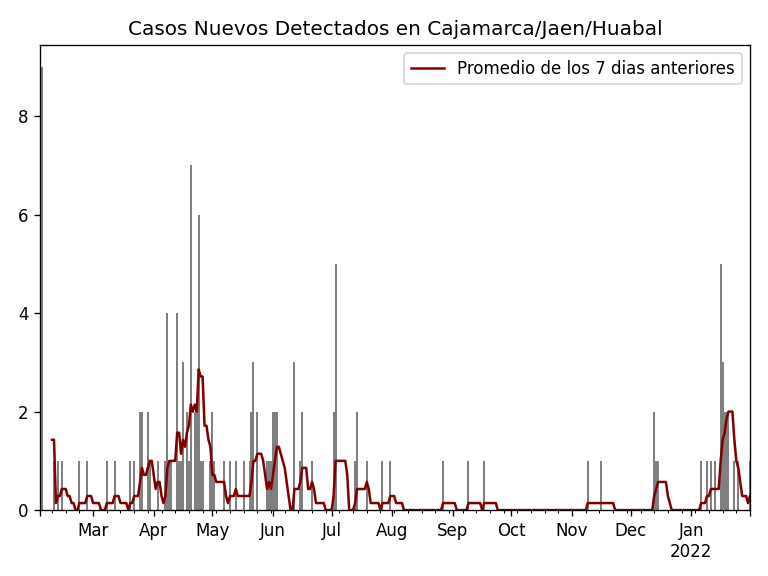 Casos Nuevos Detectados en Cajamarca/Jaen/Huabal
Promedio de los 7 dias anteriores
8
6
4
2
0
Mar Apr May Jun Jul Aug Sep Oct Nov Dec Jan
2022